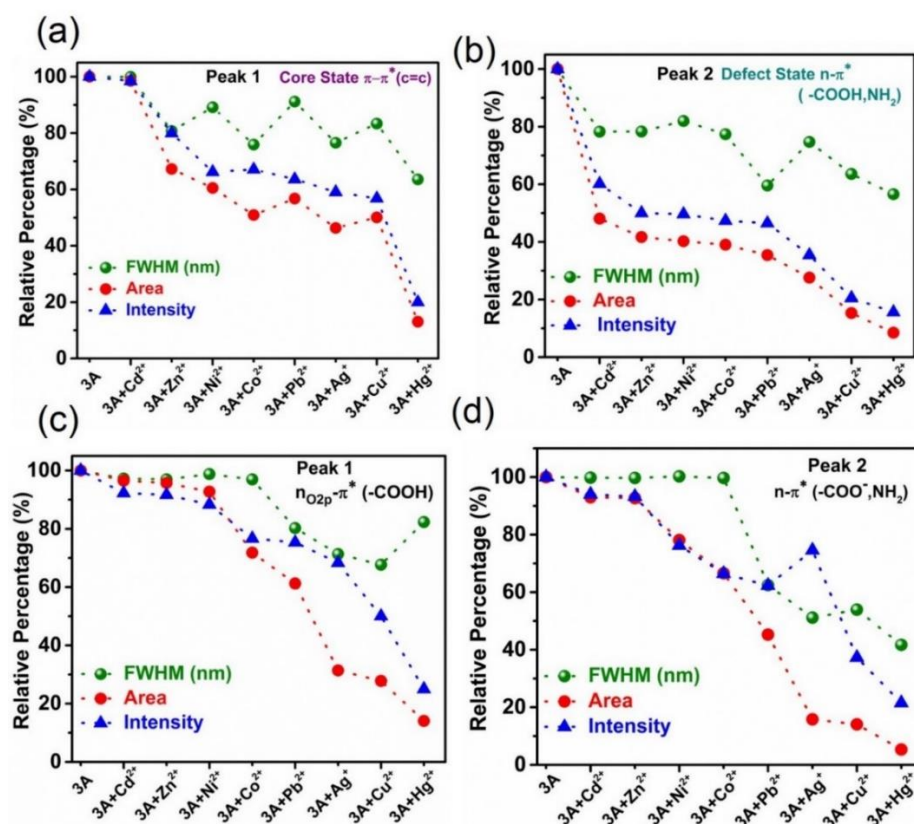 (a)
Peak 1 Core State π-π*(c=c)
Relative Percentage (%)
100
80
60
40
20
0
FWHM (nm)
Area
Intensity
3A
3A+Cd²⁺
3A+Zn²⁺
3A+Ni²⁺
3A+Co²⁺
3A+Pb²⁺
3A+Ag⁺
3A+Cu²⁺
3A+Hg²⁺
(b)
Peak 2 Defect State n-π*
( -COOH,NH₂)
Relative Percentage (%)
100
80
60
40
20
0
FWHM (nm)
Area
Intensity
3A
3A+Cd²⁺
3A+Zn²⁺
3A+Ni²⁺
3A+Co²⁺
3A+Pb²⁺
3A+Ag⁺
3A+Cu²⁺
3A+Hg²⁺
(c)
Peak 1
n_O2p-π* (-COOH)
Relative Percentage (%)
100
80
60
40
20
0
FWHM (nm)
Area
Intensity
3A
3A+Cd²⁺
3A+Zn²⁺
3A+Ni²⁺
3A+Co²⁺
3A+Pb²⁺
3A+Ag⁺
3A+Cu²⁺
3A+Hg²⁺
(d)
Peak 2
n-π* (-COO⁻,NH₂)
Relative Percentage (%)
100
80
60
40
20
0
FWHM (nm)
Area
Intensity
3A
3A+Cd²⁺
3A+Zn²⁺
3A+Ni²⁺
3A+Co²⁺
3A+Pb²⁺
3A+Ag⁺
3A+Cu²⁺
3A+Hg²⁺